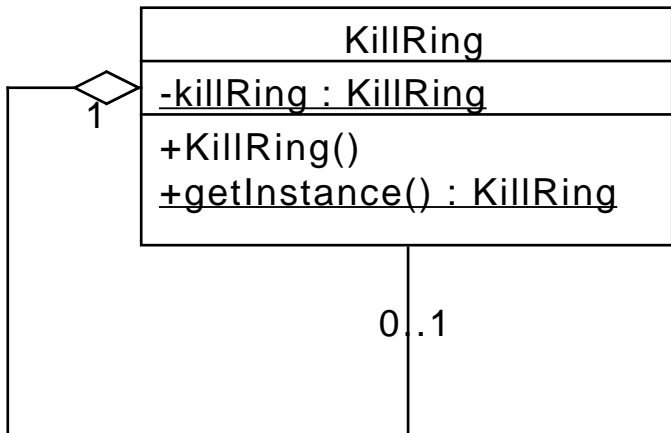 KillRing
-killRing : KillRing
1
+KillRing()
+getInstance() : KillRing
0..1